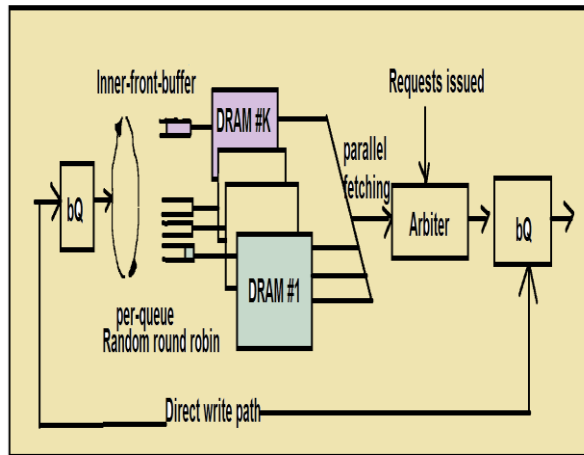 Inner-front-buffer
DRAM #K
Requests issued
parallel
fetching
bQ
Arbiter
bQ
DRAM #1
per-queue
Random round robin
Direct write path